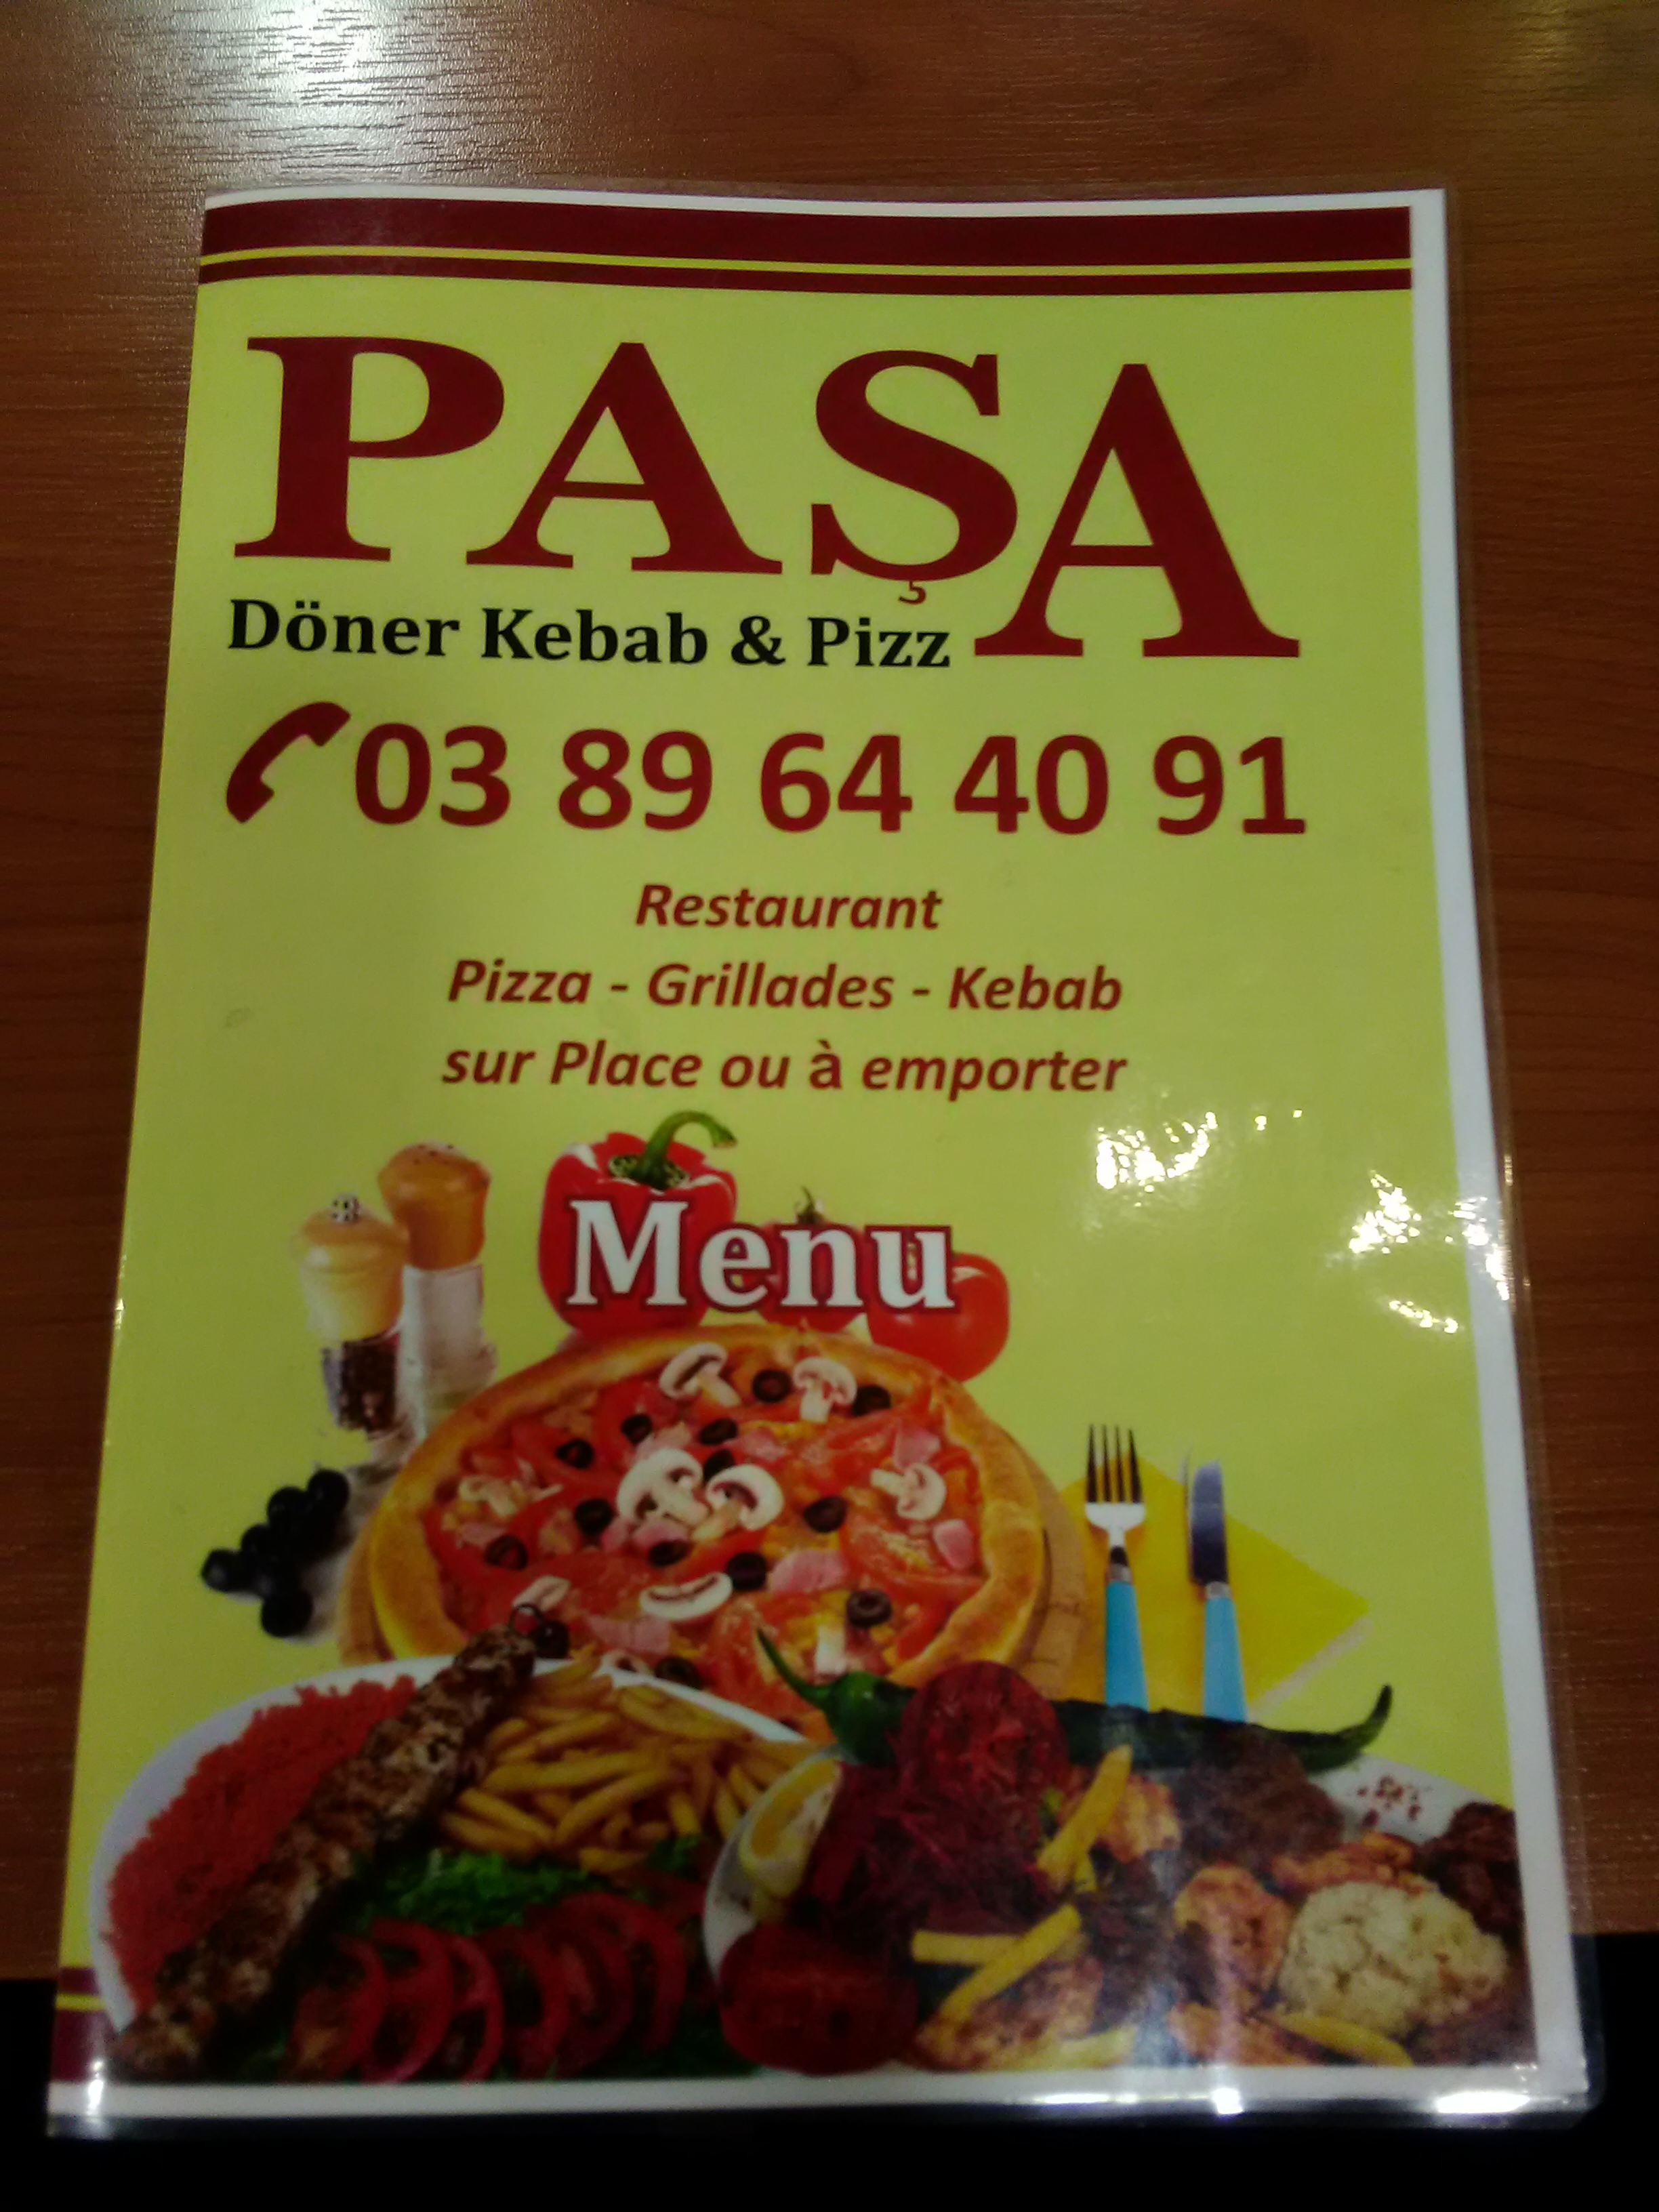 PAŞA
Döner Kebab & Pizz
03 89 64 40 91
Restaurant
Pizza - Grillades - Kebab
sur Place ou à emporter
Menu